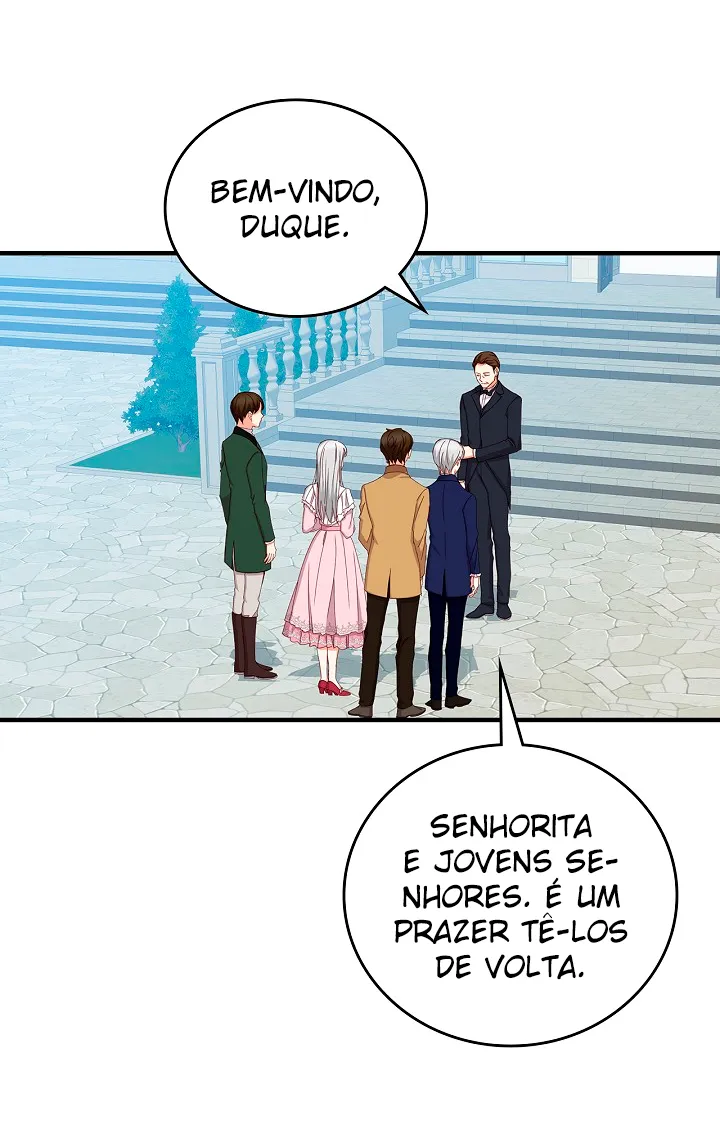 BEM-VINDO,
DUQUE.
SENHORITA
E JOVENS SE-
NHORES. É UM
PRAZER TÊ-LOS
DE VOLTA.